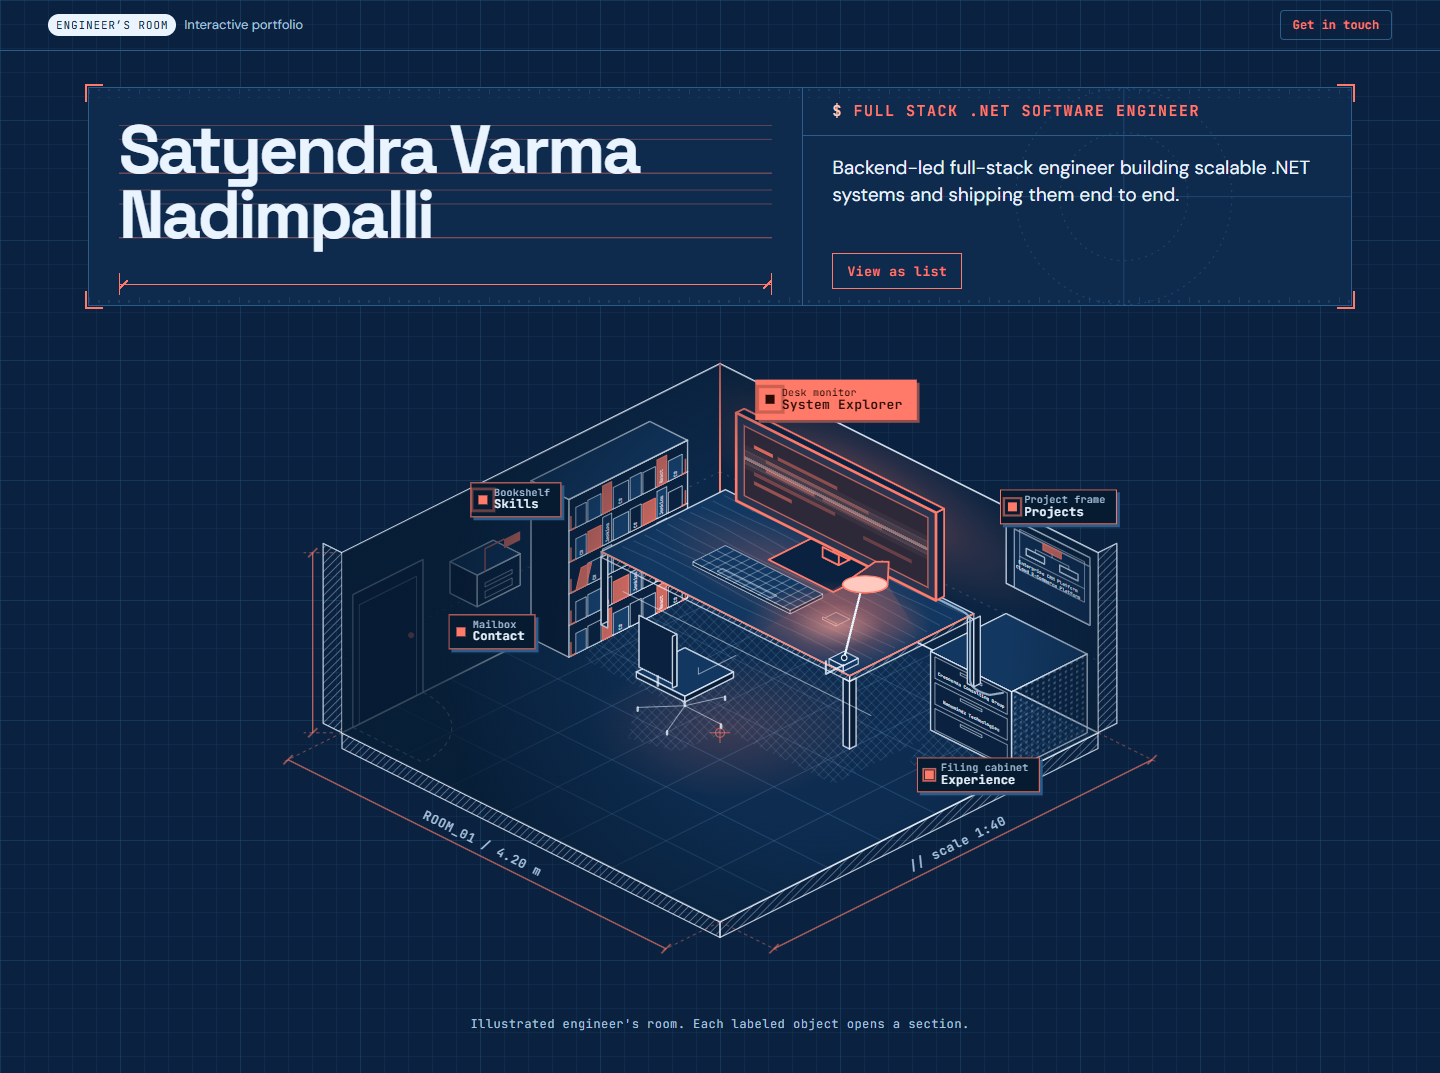 ENGINEER'S ROOM Interactive portfolio
Get in touch
Satyendra Varma
Nadimpalli
$ FULL STACK .NET SOFTWARE ENGINEER
Backend-led full-stack engineer building scalable .NET
systems and shipping them end to end.
View as list
Desk monitor
System Explorer
Bookshelf
Skills
Project frame
Projects
Mailbox
Contact
Filing cabinet
Experience
ROOM_01 / 4.20 m
// scale 1:40
Illustrated engineer's room. Each labeled object opens a section.